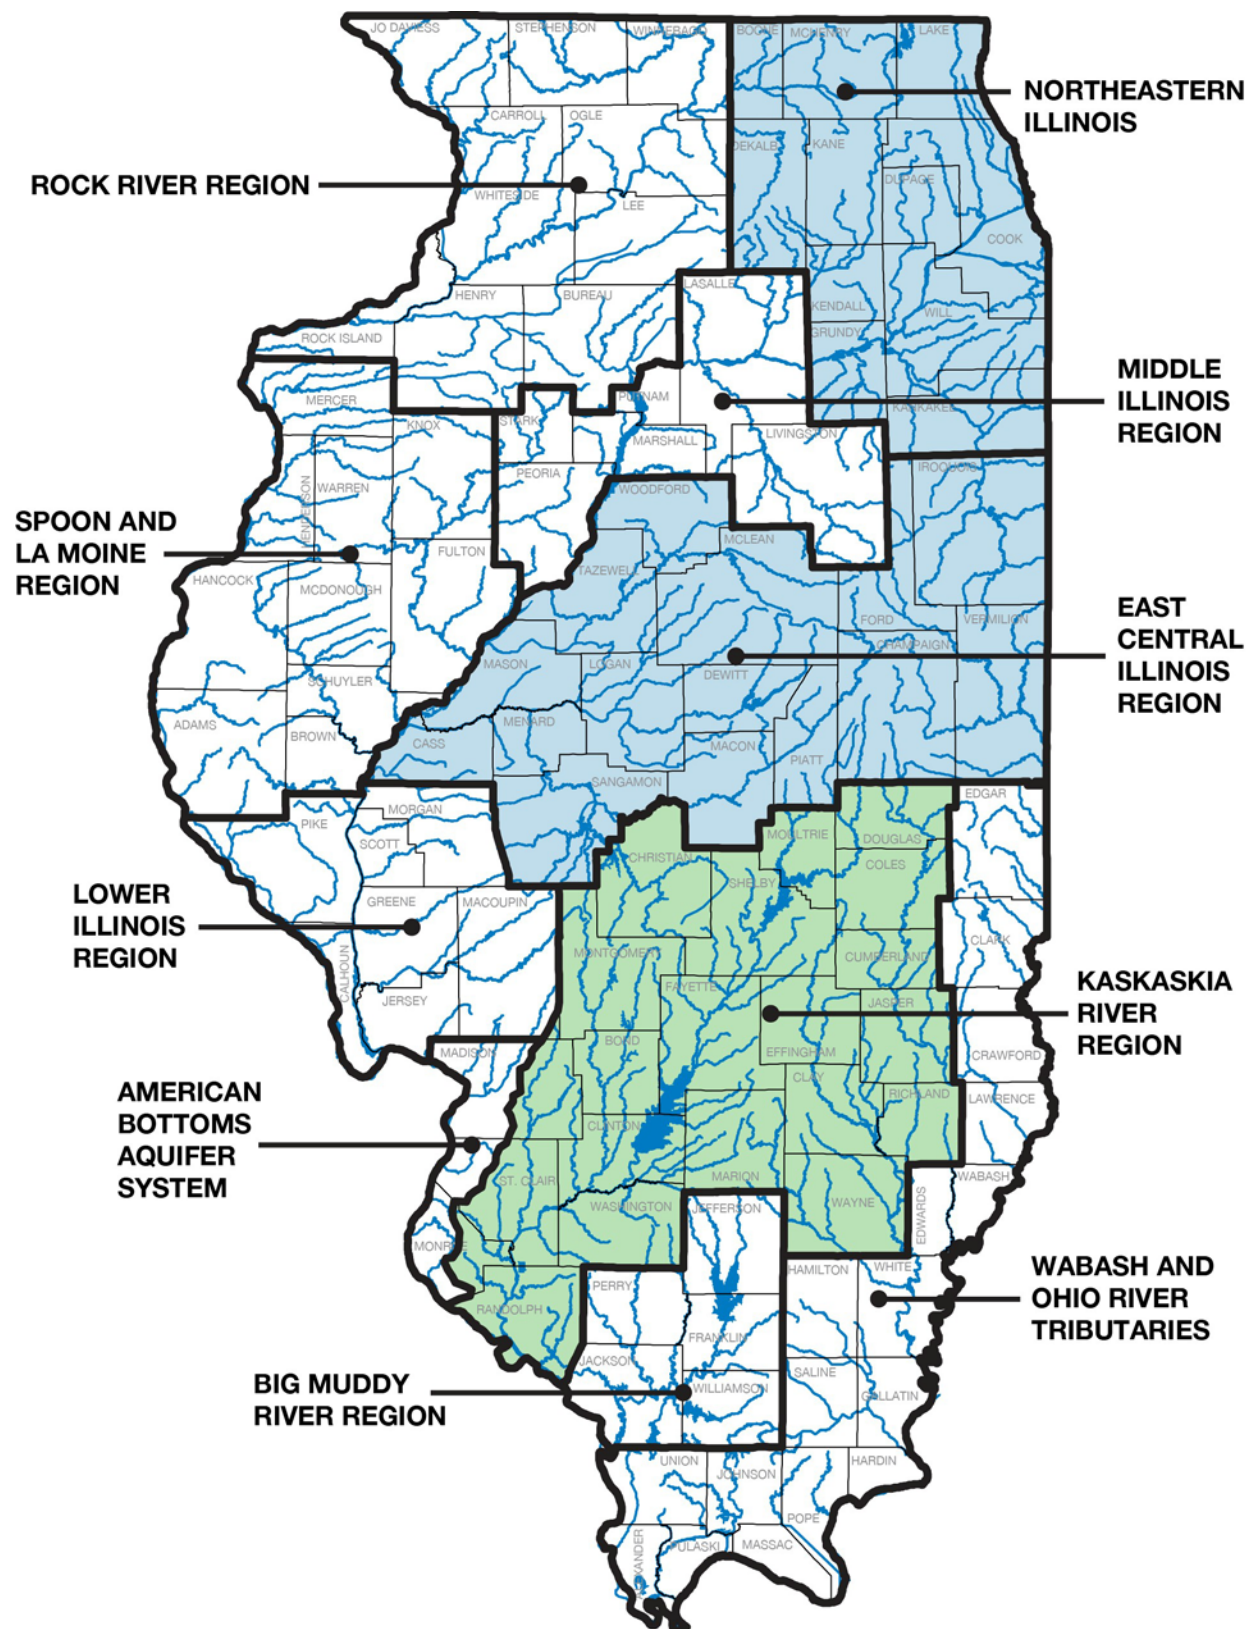 JO DAVIESS
STEPHENSON
WINNEBAGO
BOONE
MCHENRY
LAKE
NORTHEASTERN
ILLINOIS
CARROLL
OGLE
DEKALB
KANE
ROCK RIVER REGION
WHITESIDE
LEE
DUPAGE
COOK
HENRY
BUREAU
LASALLE
KENDALL
GRUNDY
WILL
ROCK ISLAND
MIDDLE
ILLINOIS
REGION
MERCER
KNOX
STARK
PUTNAM
MARSHALL
LIVINGSTON
KANKAKEE
PEORIA
IROQUOIS
HENDERSON
WARREN
WOODFORD
SPOON AND
LA MOINE
REGION
FULTON
MCLEAN
HANCOCK
MCDONOUGH
TAZEWELL
EAST
CENTRAL
ILLINOIS
REGION
FORD
VERMILION
CHAMPAIGN
MASON
LOGAN
DEWITT
SCHUYLER
ADAMS
BROWN
CASS
MENARD
MACON
PIATT
SANGAMON
EDGAR
PIKE
MORGAN
SCOTT
MOULTRIE
DOUGLAS
CHRISTIAN
COLES
SHELBY
LOWER
ILLINOIS
REGION
GREENE
MACOUPIN
CLARK
MONTGOMERY
CUMBERLAND
CALHOUN
JERSEY
FAYETTE
JASPER
KASKASKIA
RIVER
REGION
MADISON
BOND
EFFINGHAM
CRAWFORD
CLAY
RICHLAND
LAWRENCE
AMERICAN
BOTTOMS
AQUIFER
SYSTEM
CLINTON
ST. CLAIR
MARION
WABASH
WASHINGTON
JEFFERSON
WAYNE
EDWARDS
MONROE
HAMILTON
WHITE
WABASH AND
OHIO RIVER
TRIBUTARIES
PERRY
RANDOLPH
FRANKLIN
JACKSON
WILLIAMSON
SALINE
GALLATIN
BIG MUDDY
RIVER REGION
UNION
JOHNSON
HARDIN
POPE
ALEXANDER
PULASKI
MASSAC